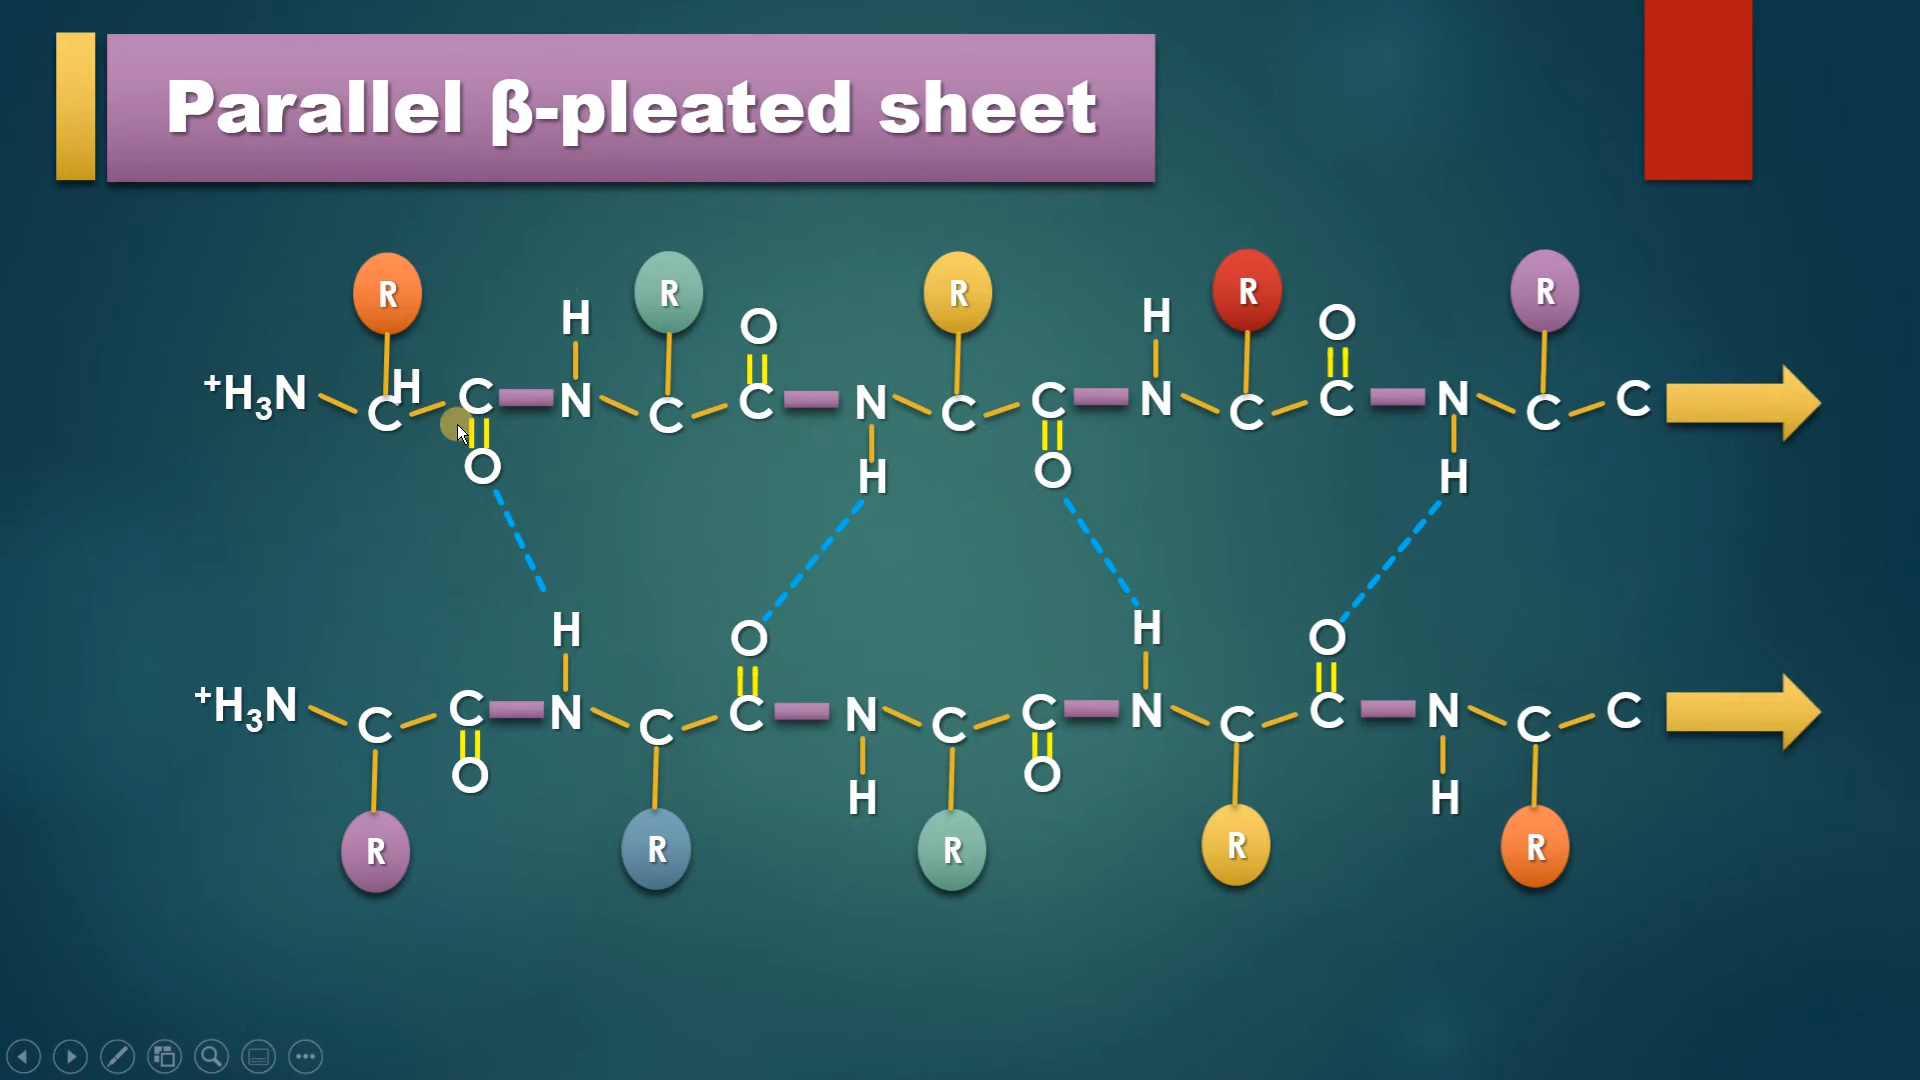 Parallel β-pleated sheet
R R R R R
H O H O
⁺H₃N C H C N C C N C C N C C N C C
O H O H
H O H O
⁺H₃N C C N C C N C C N C C N C C
O H O H
R R R R R